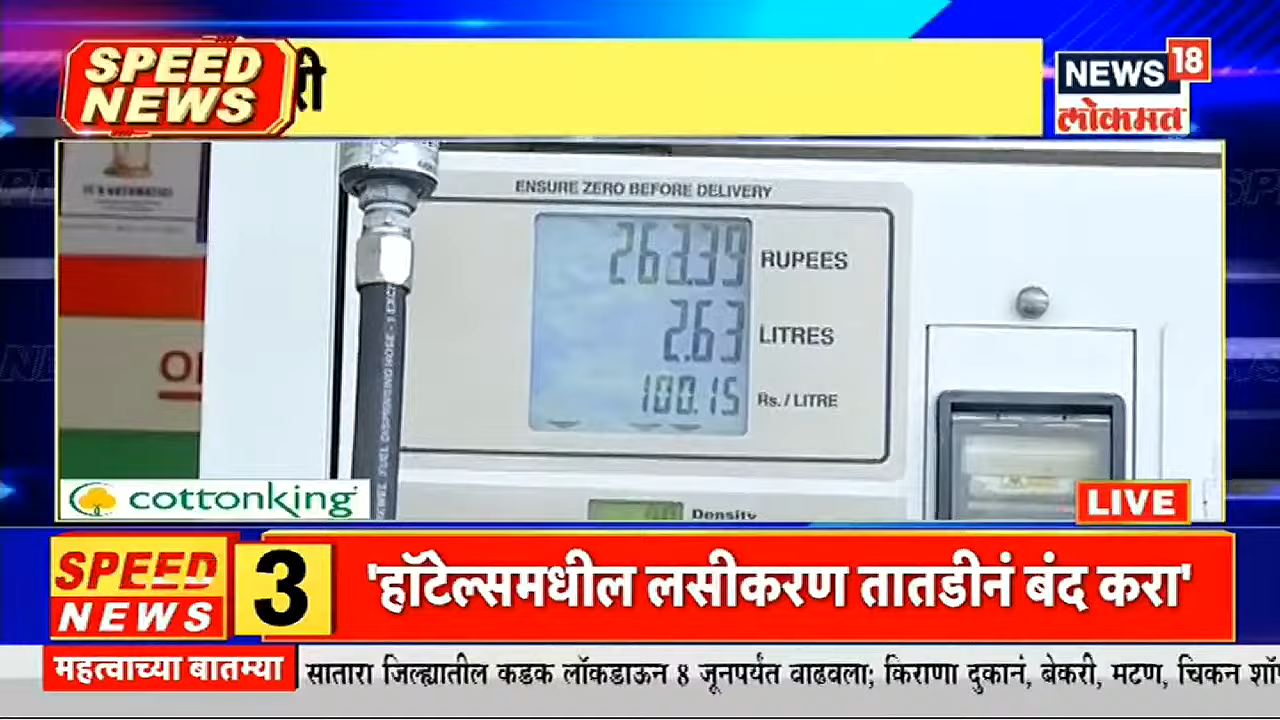 SPEED
NEWS
री
NEWS
18
लोकमत
ENSURE ZERO BEFORE DELIVERY
263.39 RUPEES
2.63 LITRES
100.15 Rs. / LITRE
Density
cottonking
LIVE
SPEED
NEWS
3
'हॉटेल्समधील लसीकरण तातडीनं बंद करा'
महत्वाच्या बातम्या
सातारा जिल्ह्यातील कडक लॉकडाऊन 8 जूनपर्यंत वाढवला; किराणा दुकानं, बेकरी, मटण, चिकन शॉप